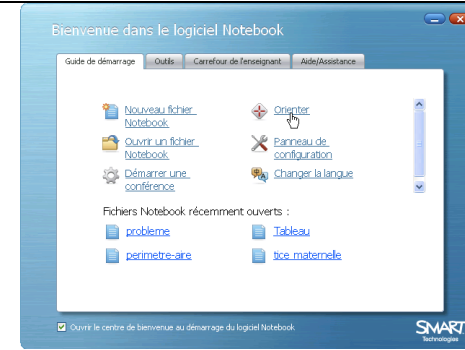 Bienvenue dans le logiciel Notebook
Guide de démarrage Outils Carrefour de l'enseignant Aide/Assistance
Nouveau fichier Notebook
Orienter
Ouvrir un fichier Notebook
Panneau de configuration
Démarrer une conférence
Changer la langue
Fichiers Notebook récemment ouverts :
probleme Tableau
perimetre-aire tice maternelle
Ouvrir le centre de bienvenue au démarrage du logiciel Notebook
SMART
Technologies